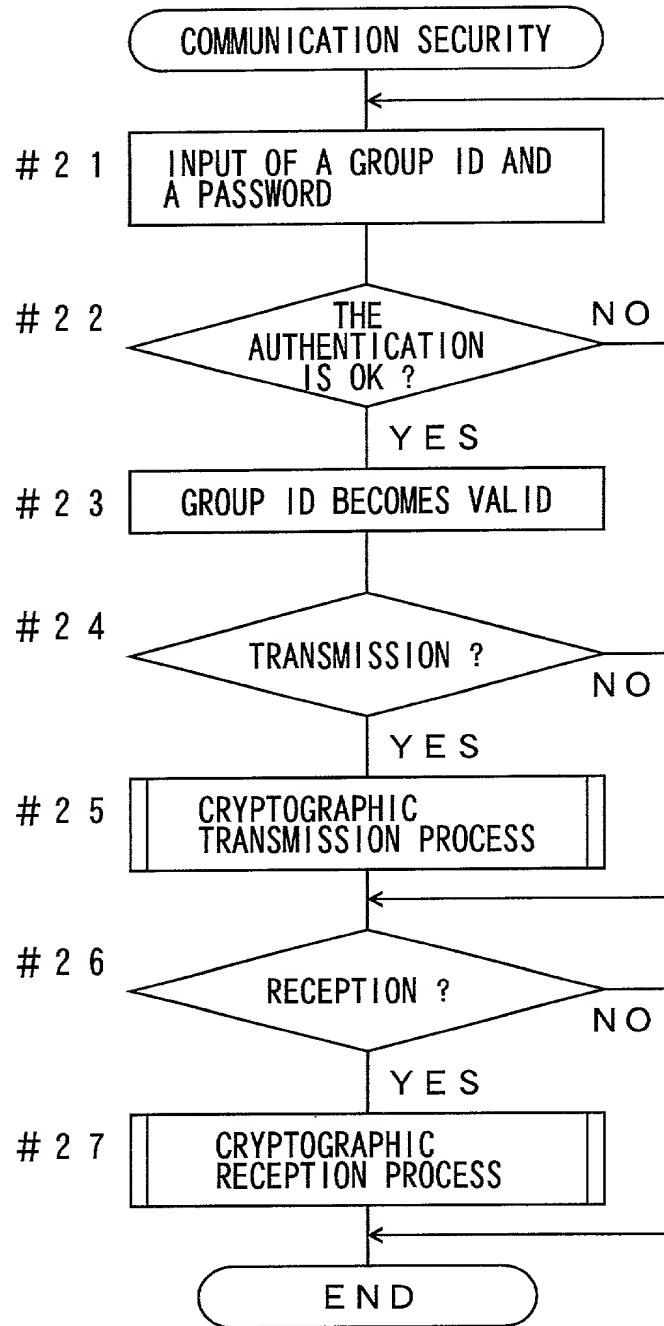 COMMUNICATION SECURITY
#21
INPUT OF A GROUP ID AND
A PASSWORD
#22
THE
AUTHENTICATION
IS OK ?
NO
YES
#23
GROUP ID BECOMES VALID
#24
TRANSMISSION ?
NO
YES
#25
CRYPTOGRAPHIC
TRANSMISSION PROCESS
#26
RECEPTION ?
NO
YES
#27
CRYPTOGRAPHIC
RECEPTION PROCESS
END